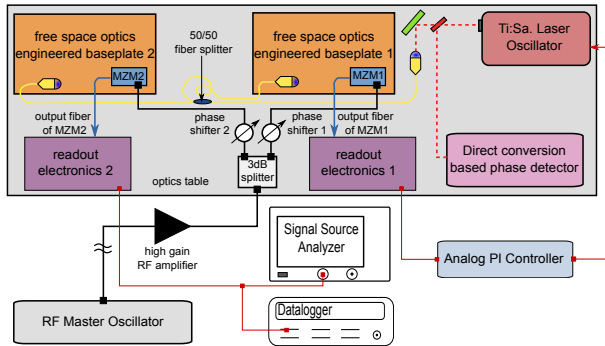 free space optics
engineered baseplate 2
MZM2
50/50
fiber splitter
free space optics
engineered baseplate 1
MZM1
Ti:Sa. Laser
Oscillator
output fiber
of MZM2
phase
shifter 2
phase
shifter 1
output fiber
of MZM1
readout
electronics 2
3dB
splitter
readout
electronics 1
Direct conversion
based phase detector
optics table
high gain
RF amplifier
Signal Source
Analyzer
Analog PI Controller
RF Master Oscillator
Datalogger